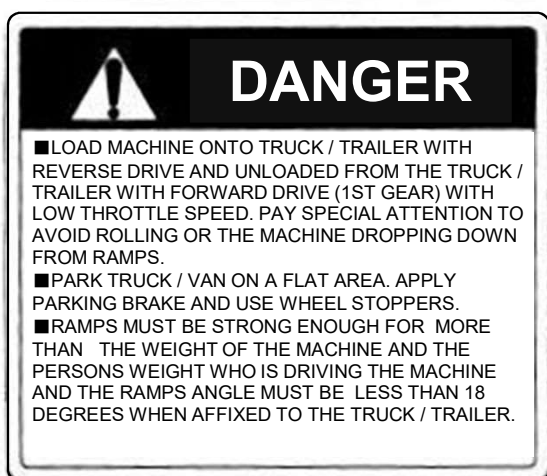 DANGER
■LOAD MACHINE ONTO TRUCK / TRAILER WITH
REVERSE DRIVE AND UNLOADED FROM THE TRUCK /
TRAILER WITH FORWARD DRIVE (1ST GEAR) WITH
LOW THROTTLE SPEED. PAY SPECIAL ATTENTION TO
AVOID ROLLING OR THE MACHINE DROPPING DOWN
FROM RAMPS.
■PARK TRUCK / VAN ON A FLAT AREA. APPLY
PARKING BRAKE AND USE WHEEL STOPPERS.
■RAMPS MUST BE STRONG ENOUGH FOR MORE
THAN THE WEIGHT OF THE MACHINE AND THE
PERSONS WEIGHT WHO IS DRIVING THE MACHINE
AND THE RAMPS ANGLE MUST BE LESS THAN 18
DEGREES WHEN AFFIXED TO THE TRUCK / TRAILER.